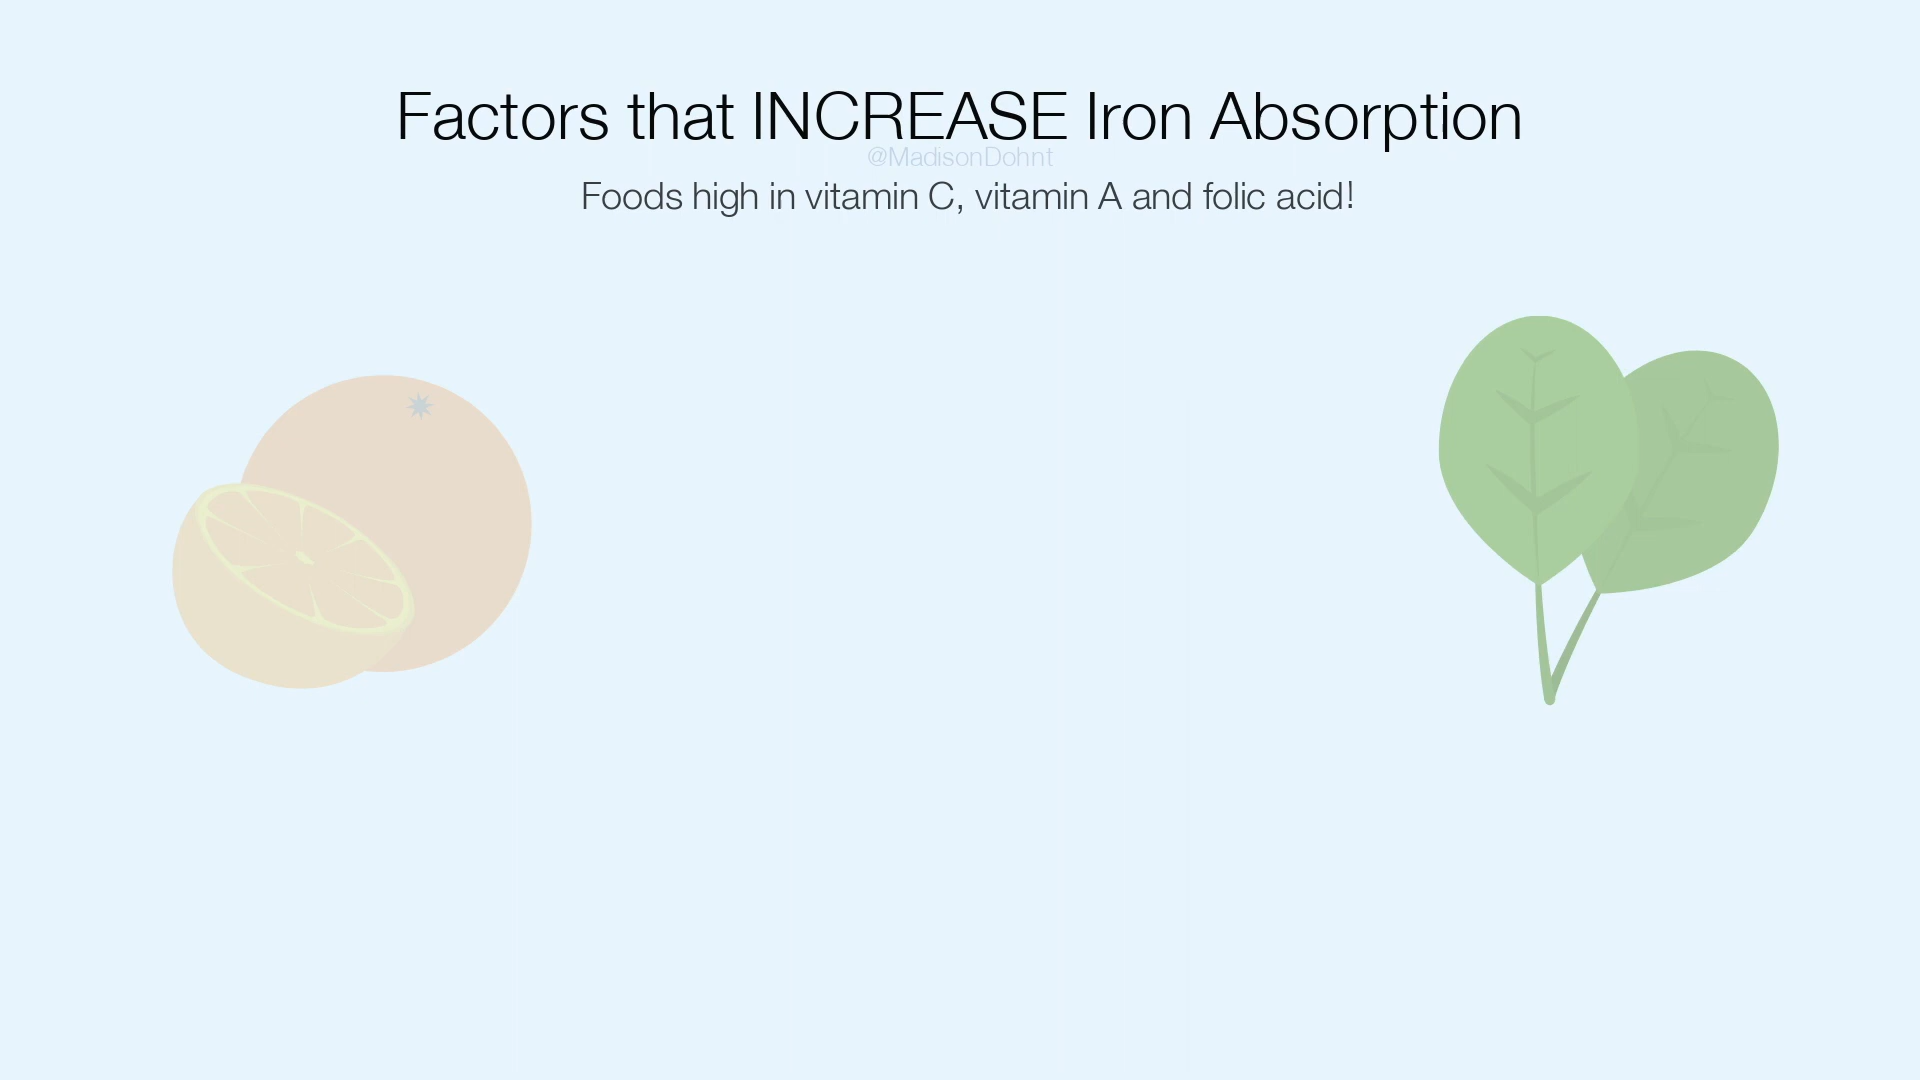 Factors that INCREASE Iron Absorption
@MadisonDohnt
Foods high in vitamin C, vitamin A and folic acid!